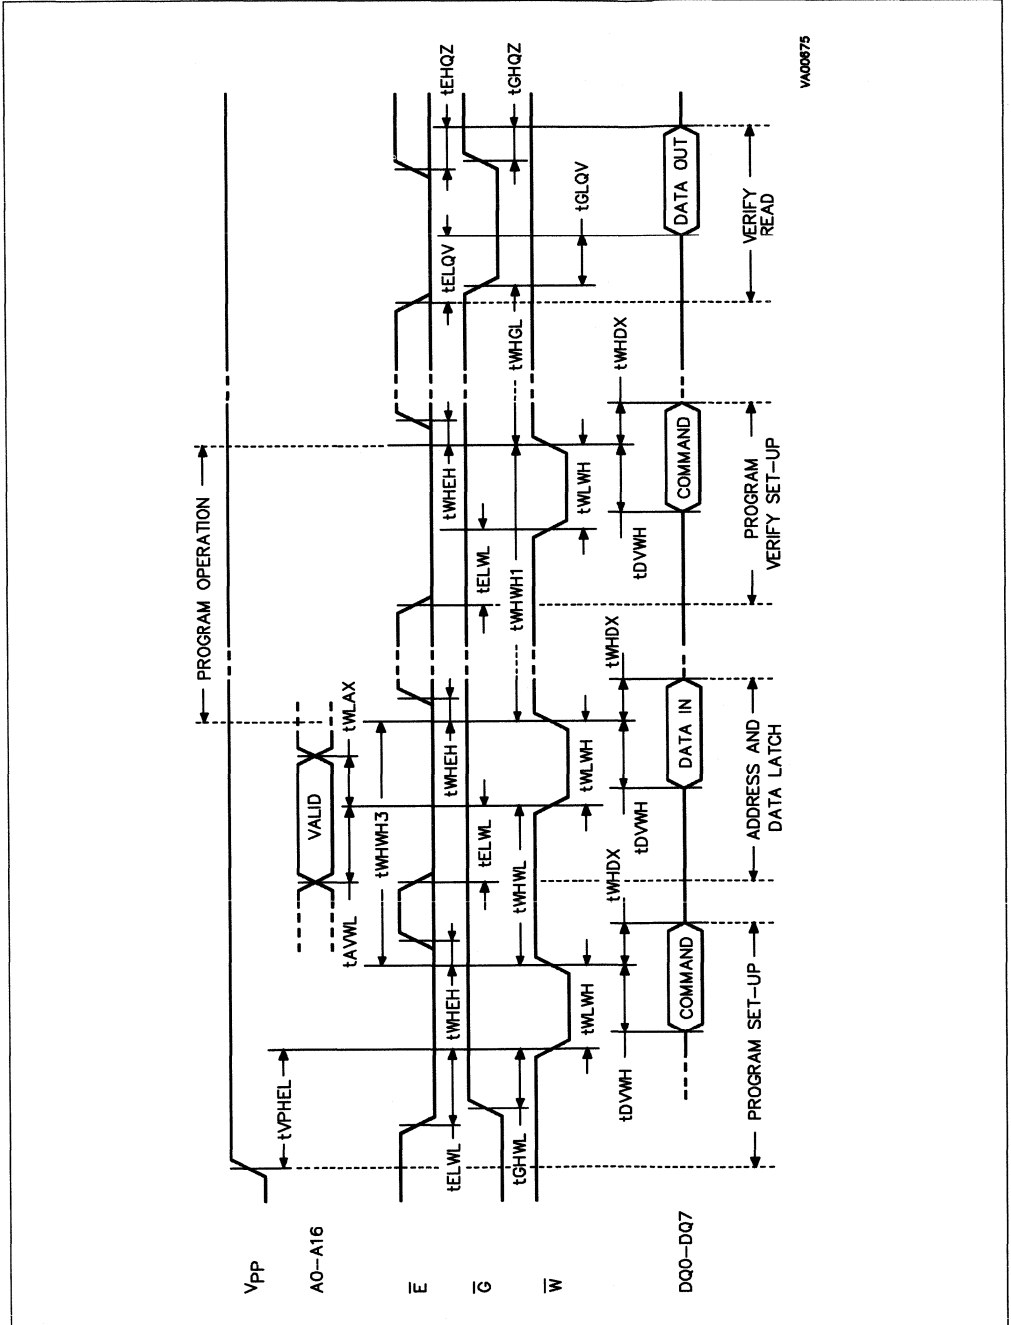 VPP
A0–A16
E
G
W
DQ0–DQ7
PROGRAM OPERATION
tVPHEL
VALID
tAVWL
tWLAX
tWHWH3
tELWL
tWHEH
tELWL
tWHEH
tELWL
tWHEH
tELQV
tEHQZ
tGHWL
tWHWL
tWHWH1
tWHGL
tGHQZ
tWLWH
tWLWH
tWLWH
tGLQV
tDVWH
tWHDX
tDVWH
tWHDX
tDVWH
tWHDX
COMMAND
DATA IN
COMMAND
DATA OUT
PROGRAM SET-UP
ADDRESS AND
DATA LATCH
PROGRAM
VERIFY SET-UP
VERIFY
READ
VA00675